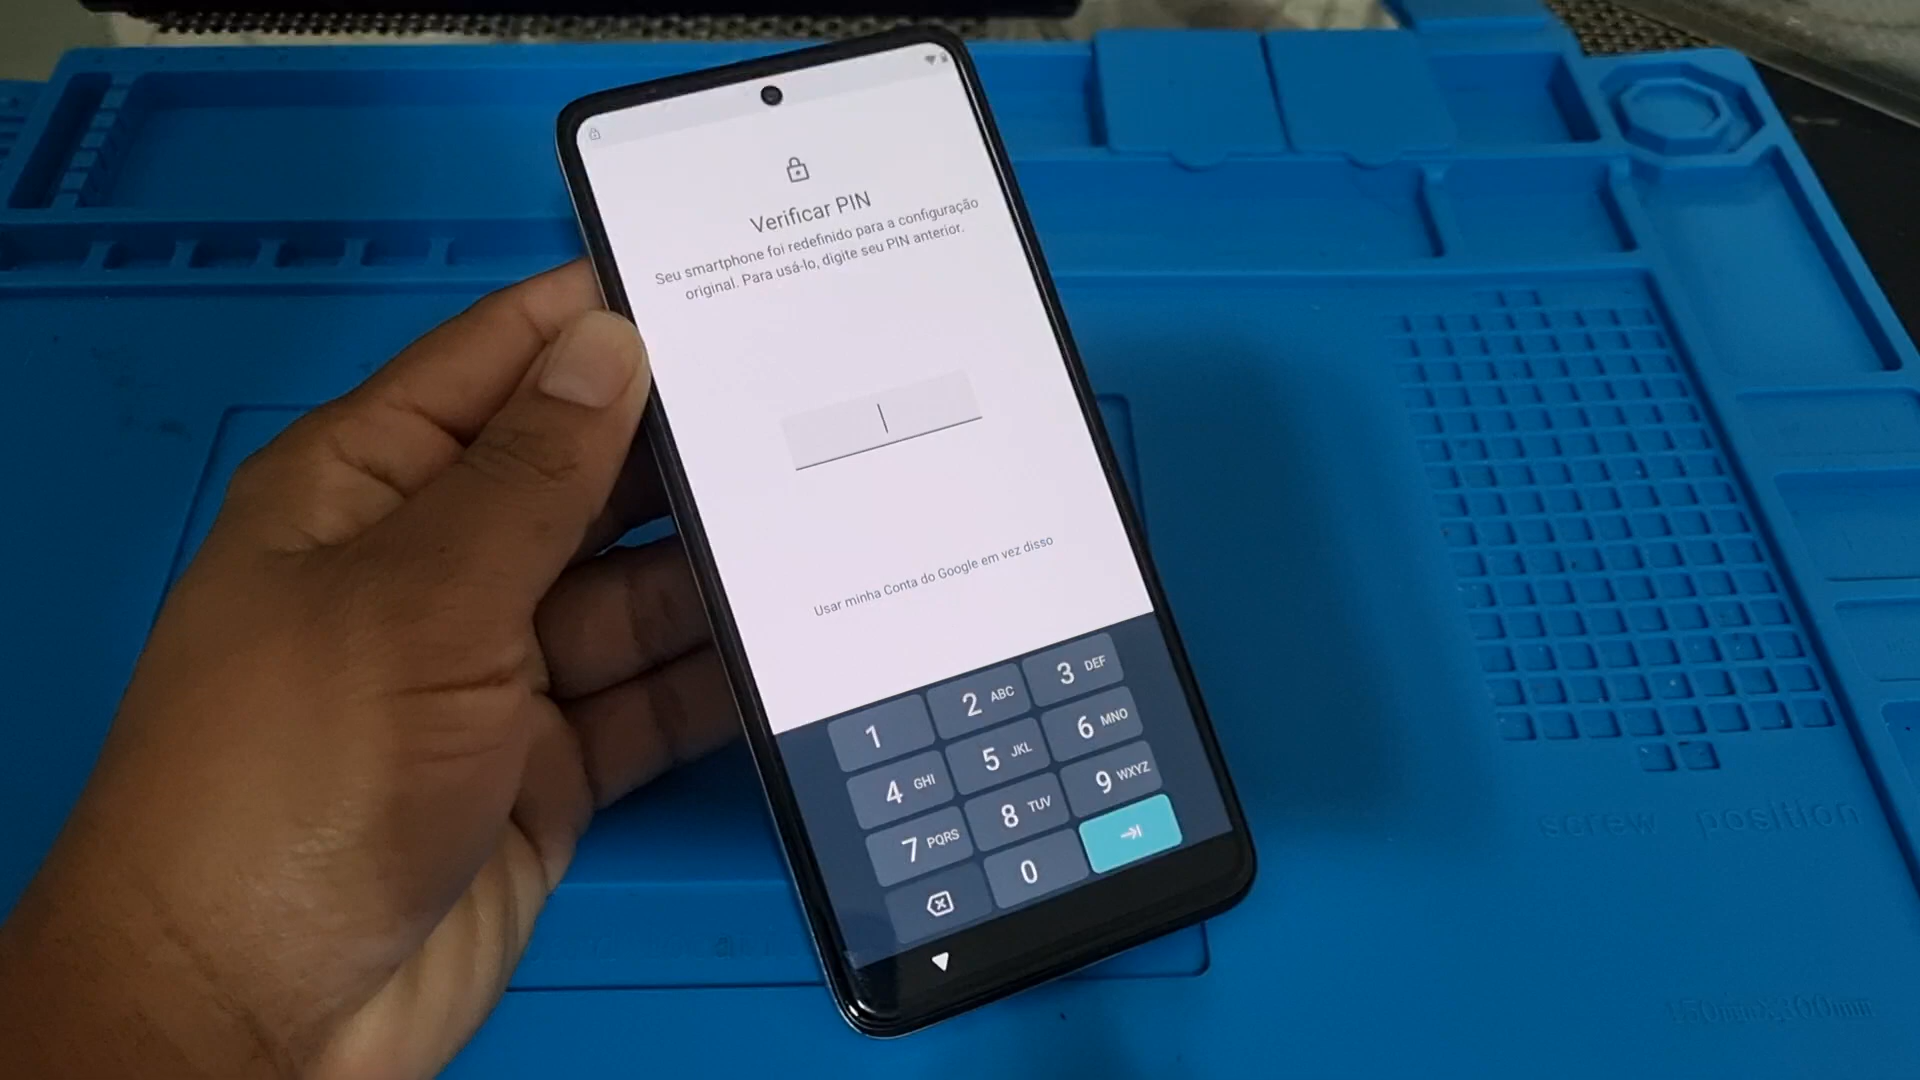 Verificar PIN
Seu smartphone foi redefinido para a configuração
original. Para usá-lo, digite seu PIN anterior.
Usar minha Conta do Google em vez disso
1
2 ABC
3 DEF
4 GHI
5 JKL
6 MNO
7 PQRS
8 TUV
9 WXYZ
0
screw position
450mmx300mm